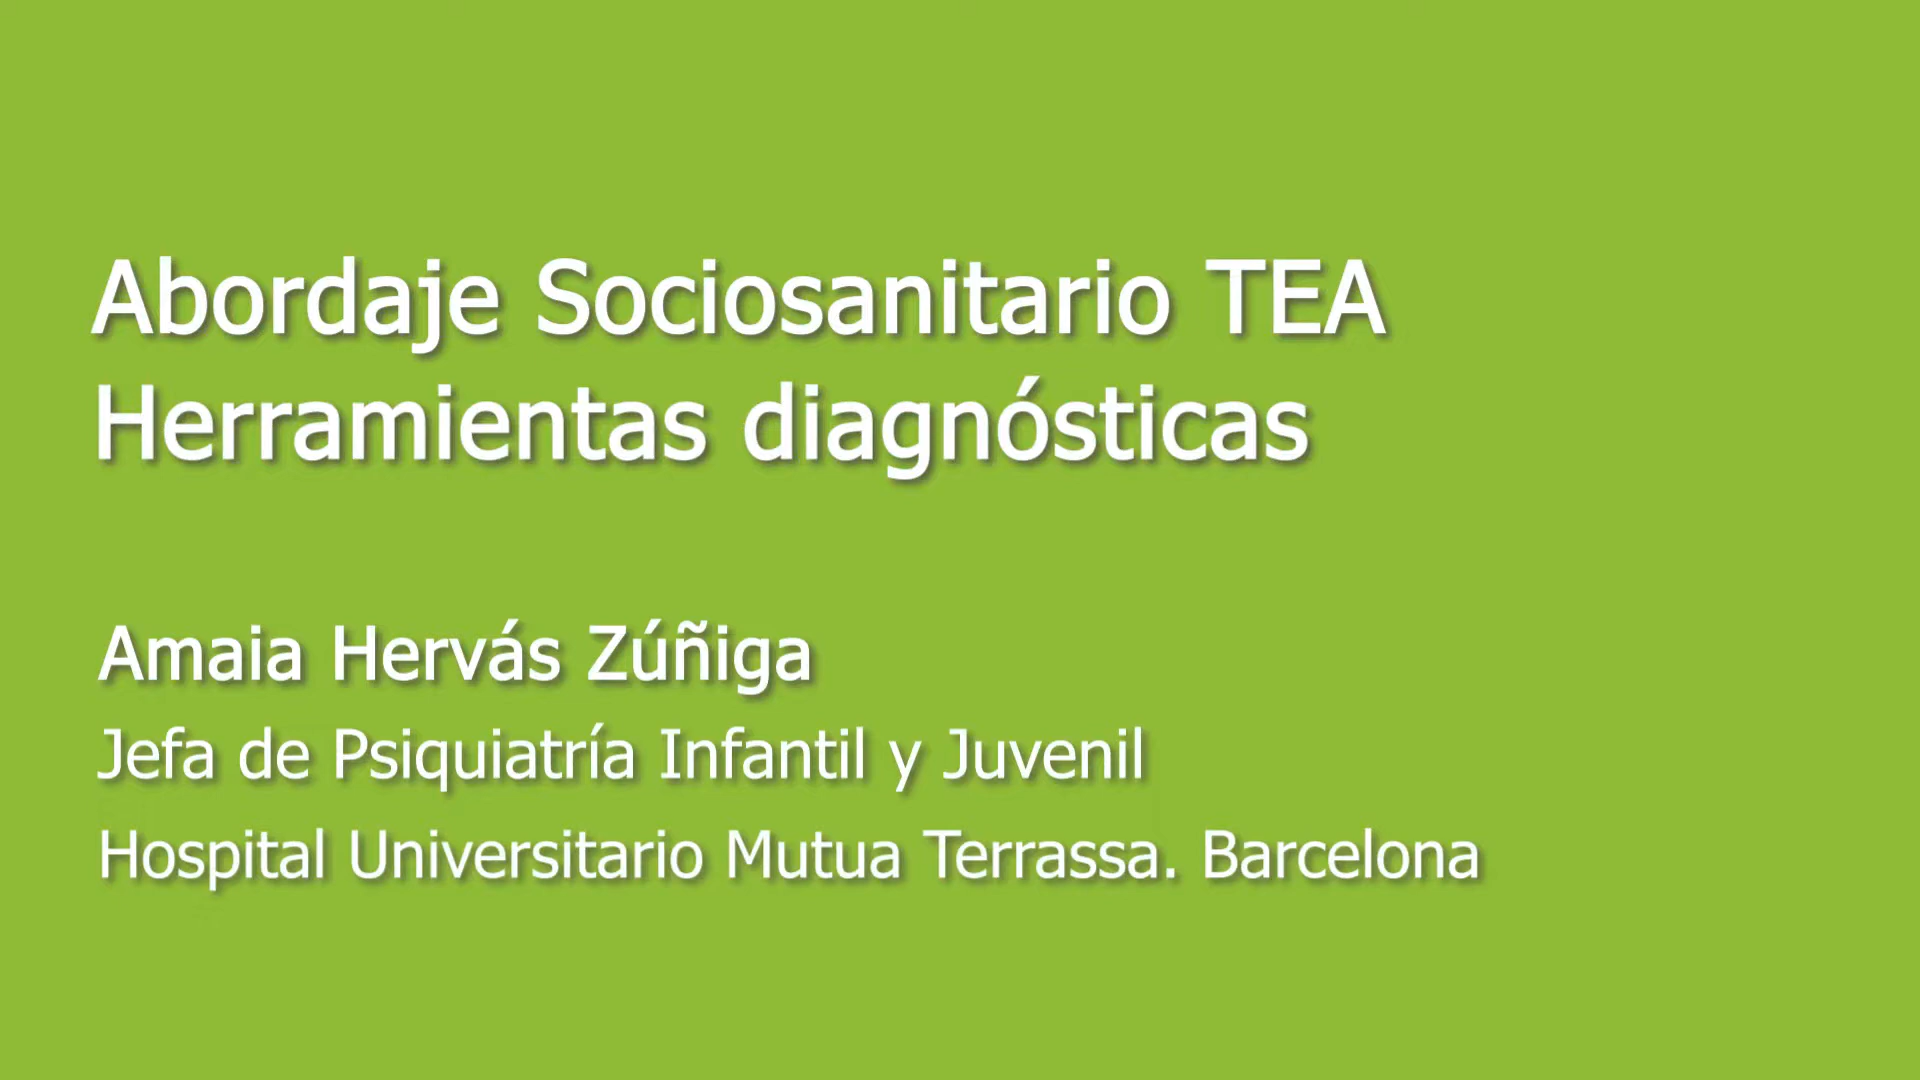 Abordaje Sociosanitario TEA
Herramientas diagnósticas
Amaia Hervás Zúñiga
Jefa de Psiquiatría Infantil y Juvenil
Hospital Universitario Mutua Terrassa. Barcelona